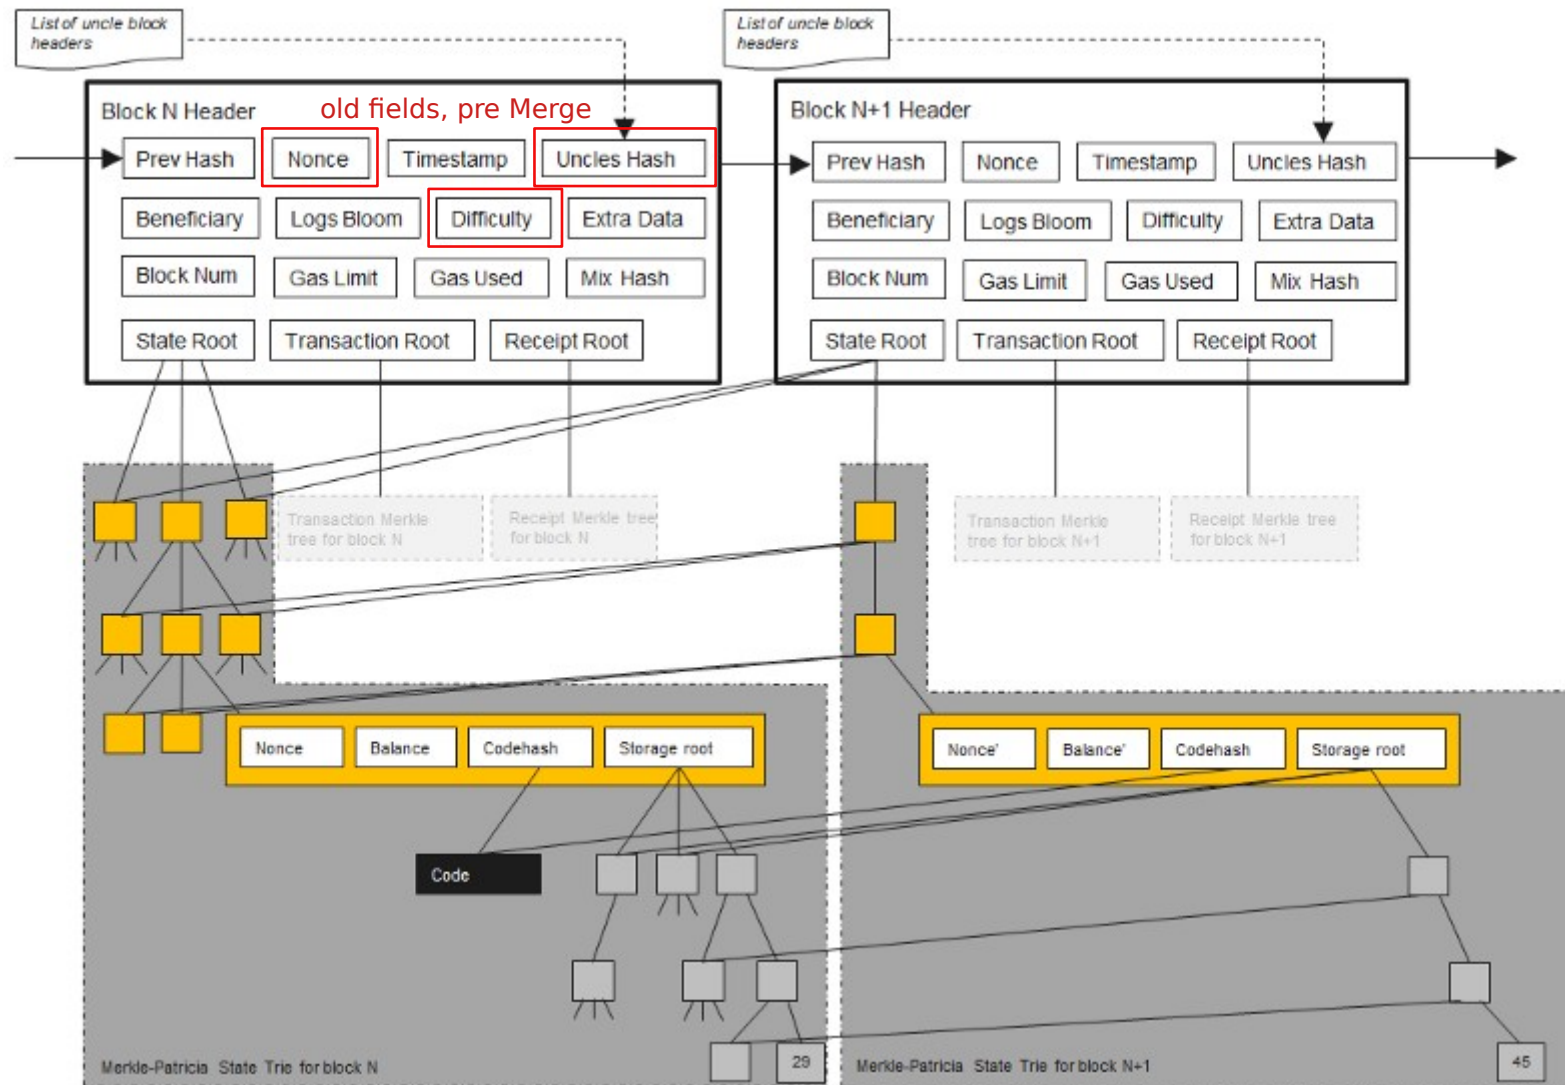 List of uncle block
headers
List of uncle block
headers
Block N Header
old fields, pre Merge
Prev Hash
Nonce
Timestamp
Uncles Hash
Beneficiary
Logs Bloom
Difficulty
Extra Data
Block Num
Gas Limit
Gas Used
Mix Hash
State Root
Transaction Root
Receipt Root
Block N+1 Header
Prev Hash
Nonce
Timestamp
Uncles Hash
Beneficiary
Logs Bloom
Difficulty
Extra Data
Block Num
Gas Limit
Gas Used
Mix Hash
State Root
Transaction Root
Receipt Root
Transaction Merkle
tree for block N
Receipt Merkle tree
for block N
Transaction Merkle
tree for block N+1
Receipt Merkle tree
for block N+1
Nonce
Balance
Codehash
Storage root
Nonce'
Balance'
Codehash
Storage root
Code
29
45
Merkle-Patricia State Trie for block N
Merkle-Patricia State Trie for block N+1